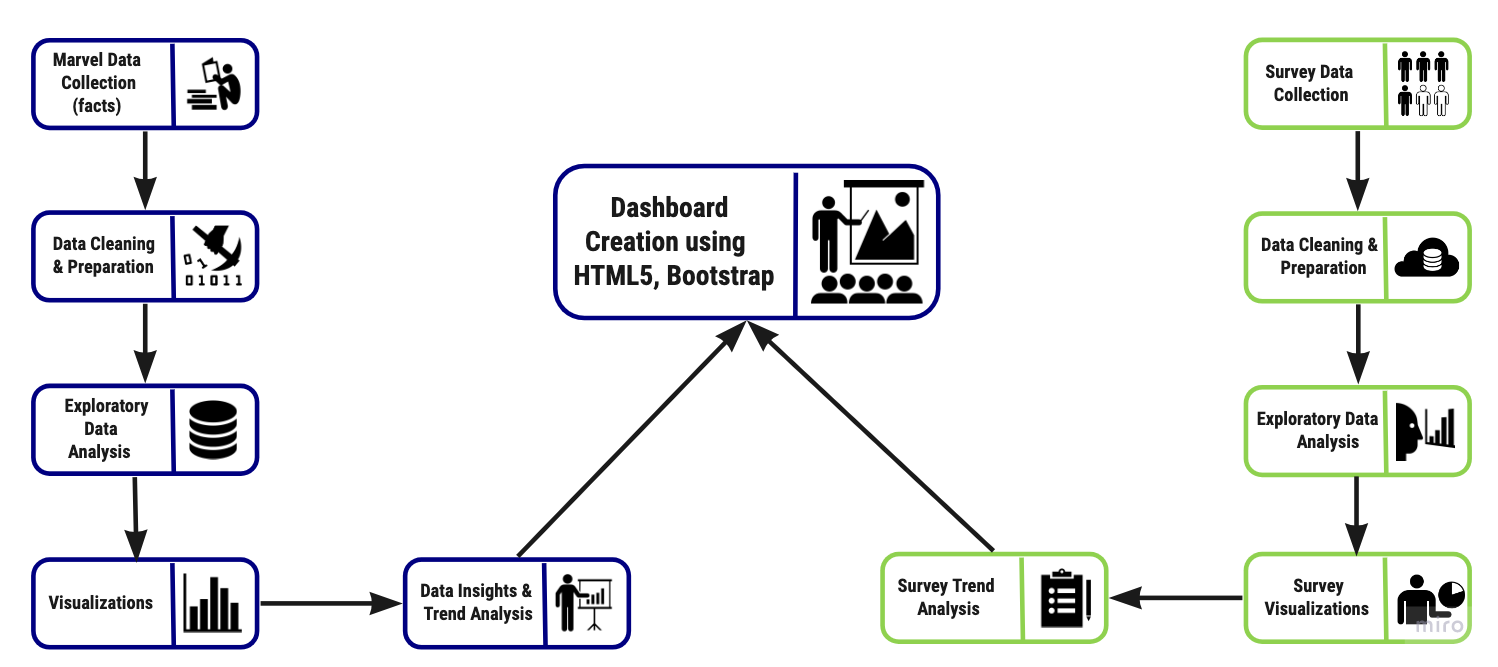 Marvel Data
Collection
(facts)
Data Cleaning
& Preparation
01
01011
Exploratory
Data
Analysis
Visualizations
Data Insights &
Trend Analysis
Dashboard
Creation using
HTML5, Bootstrap
Survey Data
Collection
Data Cleaning &
Preparation
Exploratory Data
Analysis
Survey
Visualizations
Survey Trend
Analysis
miro